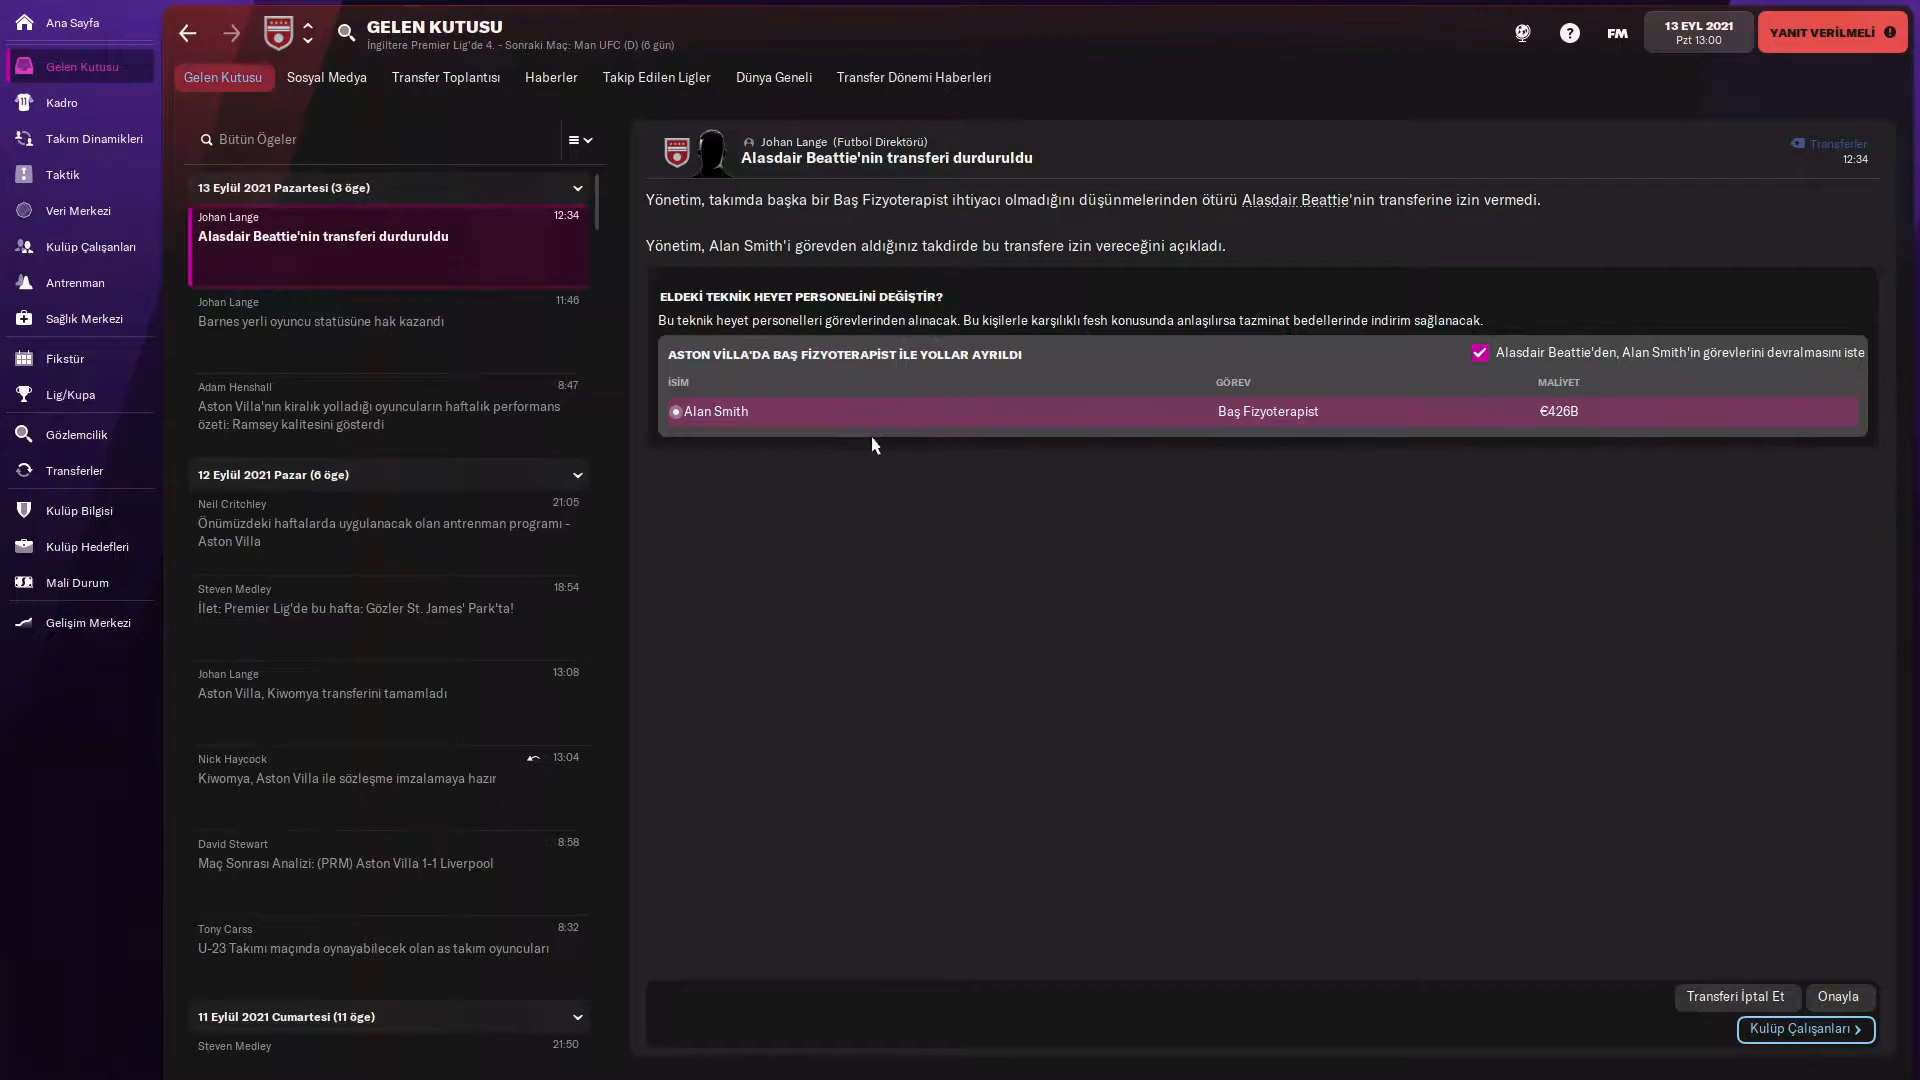 Ana Sayfa
Gelen Kutusu
Kadro
Takım Dinamikleri
Taktik
Veri Merkezi
Kulüp Çalışanları
Antrenman
Sağlık Merkezi
Fikstür
Lig/Kupa
Gözlemcilik
Transferler
Kulüp Bilgisi
Kulüp Hedefleri
Mali Durum
Gelişim Merkezi
GELEN KUTUSU
İngiltere Premier Lig'de 4. - Sonraki Maç: Man UFC (D) (6 gün)
FM
13 EYL 2021
Pzt 13:00
YANIT VERİLMELİ
Gelen Kutusu
Sosyal Medya
Transfer Toplantısı
Haberler
Takip Edilen Ligler
Dünya Geneli
Transfer Dönemi Haberleri
Bütün Ögeler
13 Eylül 2021 Pazartesi (3 öge)
Johan Lange 12:34
Alasdair Beattie'nin transferi durduruldu
Johan Lange 11:46
Barnes yerli oyuncu statüsüne hak kazandı
Adam Henshall 8:47
Aston Villa'nın kiralık yolladığı oyuncuların haftalık performans
özeti: Ramsey kalitesini gösterdi
12 Eylül 2021 Pazar (6 öge)
Neil Critchley 21:05
Önümüzdeki haftalarda uygulanacak olan antrenman programı -
Aston Villa
Steven Medley 18:54
İlet: Premier Lig'de bu hafta: Gözler St. James' Park'ta!
Johan Lange 13:08
Aston Villa, Kiwomya transferini tamamladı
Nick Haycock 13:04
Kiwomya, Aston Villa ile sözleşme imzalamaya hazır
David Stewart 8:58
Maç Sonrası Analizi: (PRM) Aston Villa 1-1 Liverpool
Tony Carss 8:32
U-23 Takımı maçında oynayabilecek olan as takım oyuncuları
11 Eylül 2021 Cumartesi (11 öge)
Steven Medley 21:50
Johan Lange (Futbol Direktörü)
Alasdair Beattie'nin transferi durduruldu
Transferler
12:34
Yönetim, takımda başka bir Baş Fizyoterapist ihtiyacı olmadığını düşünmelerinden ötürü Alasdair Beattie'nin transferine izin vermedi.
Yönetim, Alan Smith'i görevden aldığınız takdirde bu transfere izin vereceğini açıkladı.
ELDEKİ TEKNİK HEYET PERSONELİNİ DEĞİŞTİR?
Bu teknik heyet personelleri görevlerinden alınacak. Bu kişilerle karşılıklı fesh konusunda anlaşılırsa tazminat bedellerinde indirim sağlanacak.
ASTON VİLLA'DA BAŞ FİZYOTERAPİST İLE YOLLAR AYRILDI
Alasdair Beattie'den, Alan Smith'in görevlerini devralmasını iste
İSİM GÖREV MALİYET
Alan Smith Baş Fizyoterapist €426B
Transferi İptal Et
Onayla
Kulüp Çalışanları